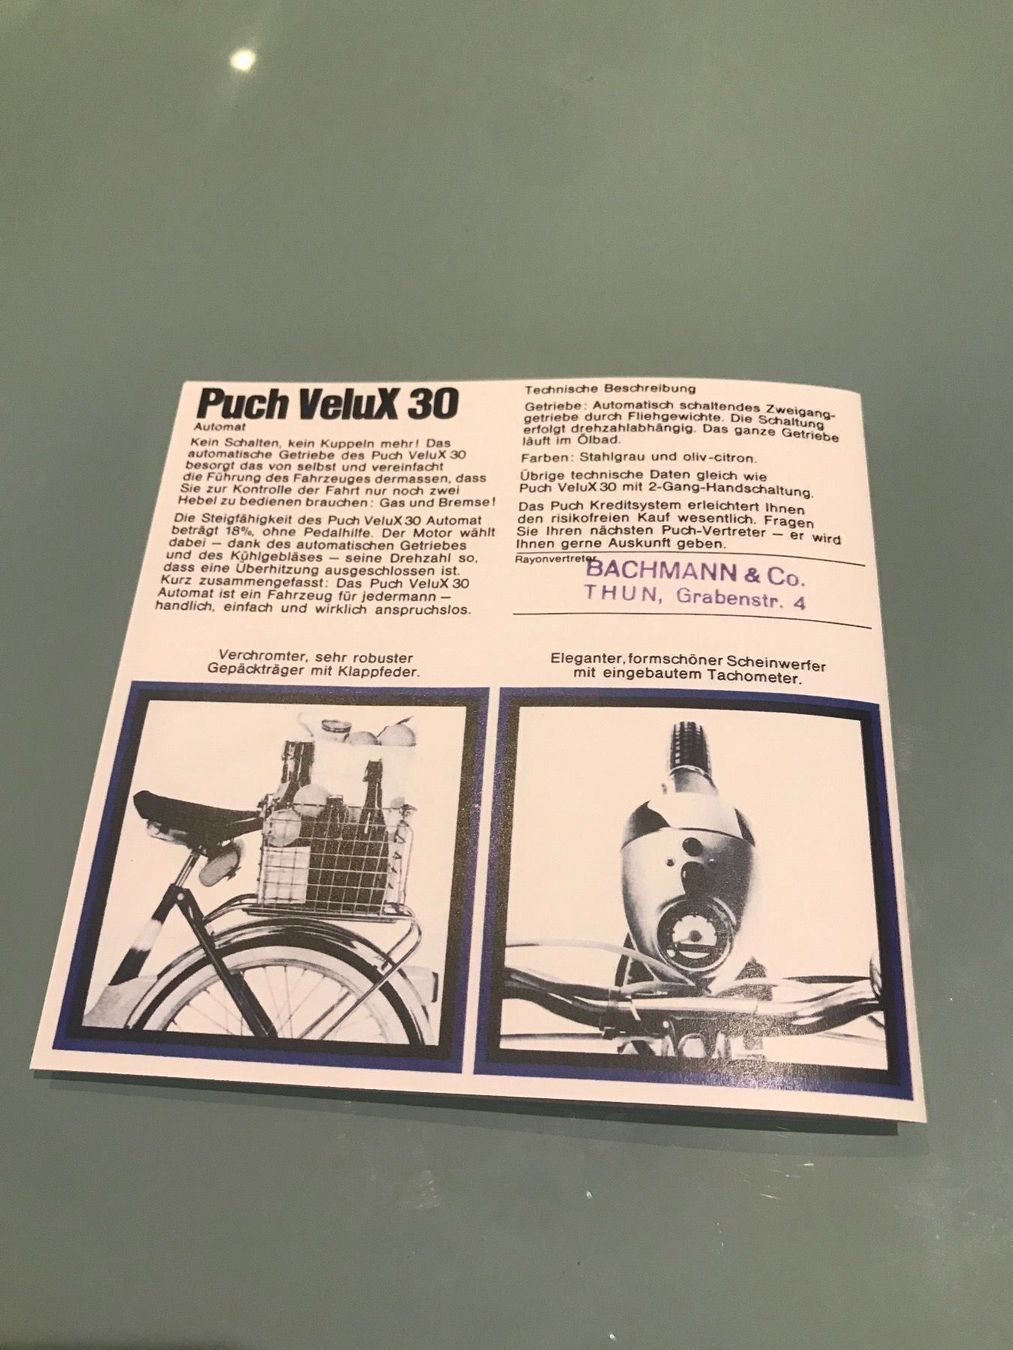 Puch VeluX 30
Automat
Kein Schalten, kein Kuppeln mehr! Das
automatische Getriebe des Puch VeluX 30
besorgt das von selbst und vereinfacht
die Führung des Fahrzeuges dermassen, dass
Sie zur Kontrolle der Fahrt nur noch zwei
Hebel zu bedienen brauchen: Gas und Bremse!
Die Steigfähigkeit des Puch VeluX 30 Automat
beträgt 18%, ohne Pedalhilfe. Der Motor wählt
dabei – dank des automatischen Getriebes
und des Kühlgebläses – seine Drehzahl so,
dass eine Überhitzung ausgeschlossen ist.
Kurz zusammengefasst: Das Puch VeluX 30
Automat ist ein Fahrzeug für jedermann –
handlich, einfach und wirklich anspruchslos.
Technische Beschreibung
Getriebe: Automatisch schaltendes Zweigang-
getriebe durch Fliehgewichte. Die Schaltung
erfolgt drehzahlabhängig. Das ganze Getriebe
läuft im Ölbad.
Farben: Stahlgrau und oliv-citron.
Übrige technische Daten gleich wie
Puch VeluX 30 mit 2-Gang-Handschaltung.
Das Puch Kreditsystem erleichtert Ihnen
den risikofreien Kauf wesentlich. Fragen
Sie Ihren nächsten Puch-Vertreter – er wird
Ihnen gerne Auskunft geben.
Rayonvertreter
BACHMANN & Co.
THUN, Grabenstr. 4
Verchromter, sehr robuster
Gepäckträger mit Klappfeder.
Eleganter, formschöner Scheinwerfer
mit eingebautem Tachometer.